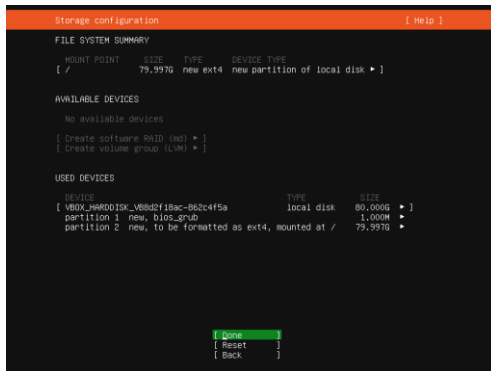 Storage configuration [ Help ]
FILE SYSTEM SUMMARY
MOUNT POINT SIZE TYPE DEVICE TYPE
[ / 79.997G new ext4 new partition of local disk ▸ ]
AVAILABLE DEVICES
No available devices
[ Create software RAID (md) ▸ ]
[ Create volume group (LVM) ▸ ]
USED DEVICES
DEVICE TYPE SIZE
[ VBOX_HARDDISK_VB8d2f18ac-862c4f5a local disk 80.000G ▸ ]
partition 1 new, bios_grub 1.000M ▸
partition 2 new, to be formatted as ext4, mounted at / 79.997G ▸
[ Done ]
[ Reset ]
[ Back ]